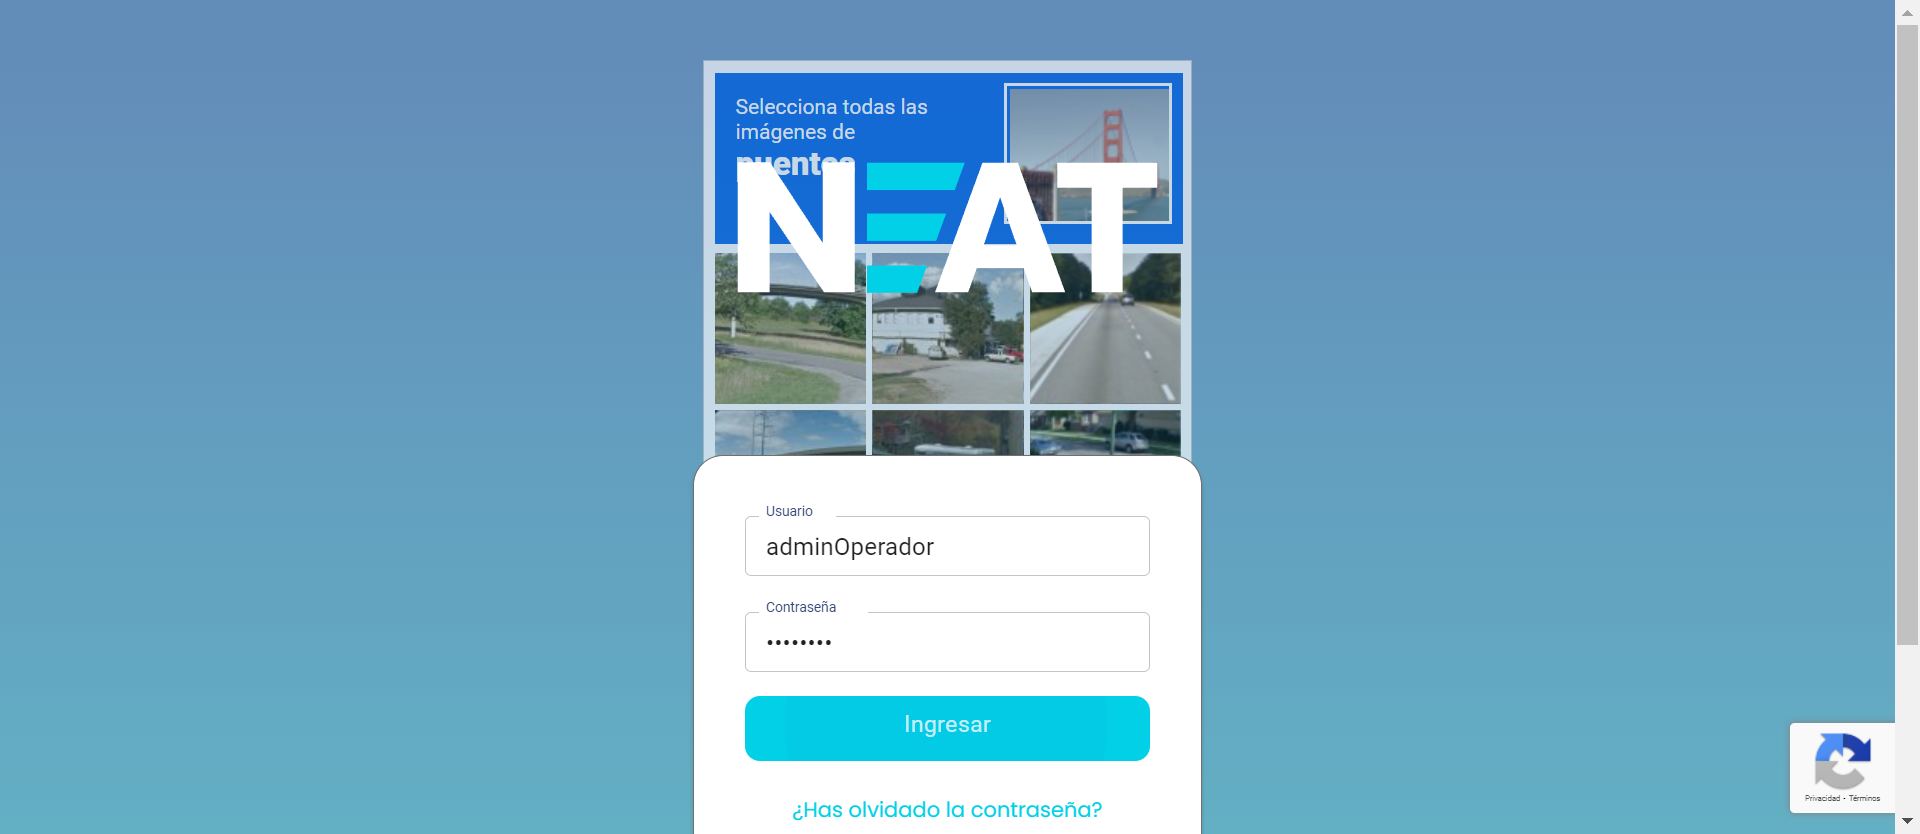 Selecciona todas las
imágenes de
puentes
NEAT
Usuario
adminOperador
Contraseña
••••••••
Ingresar
¿Has olvidado la contraseña?
Privacidad - Términos